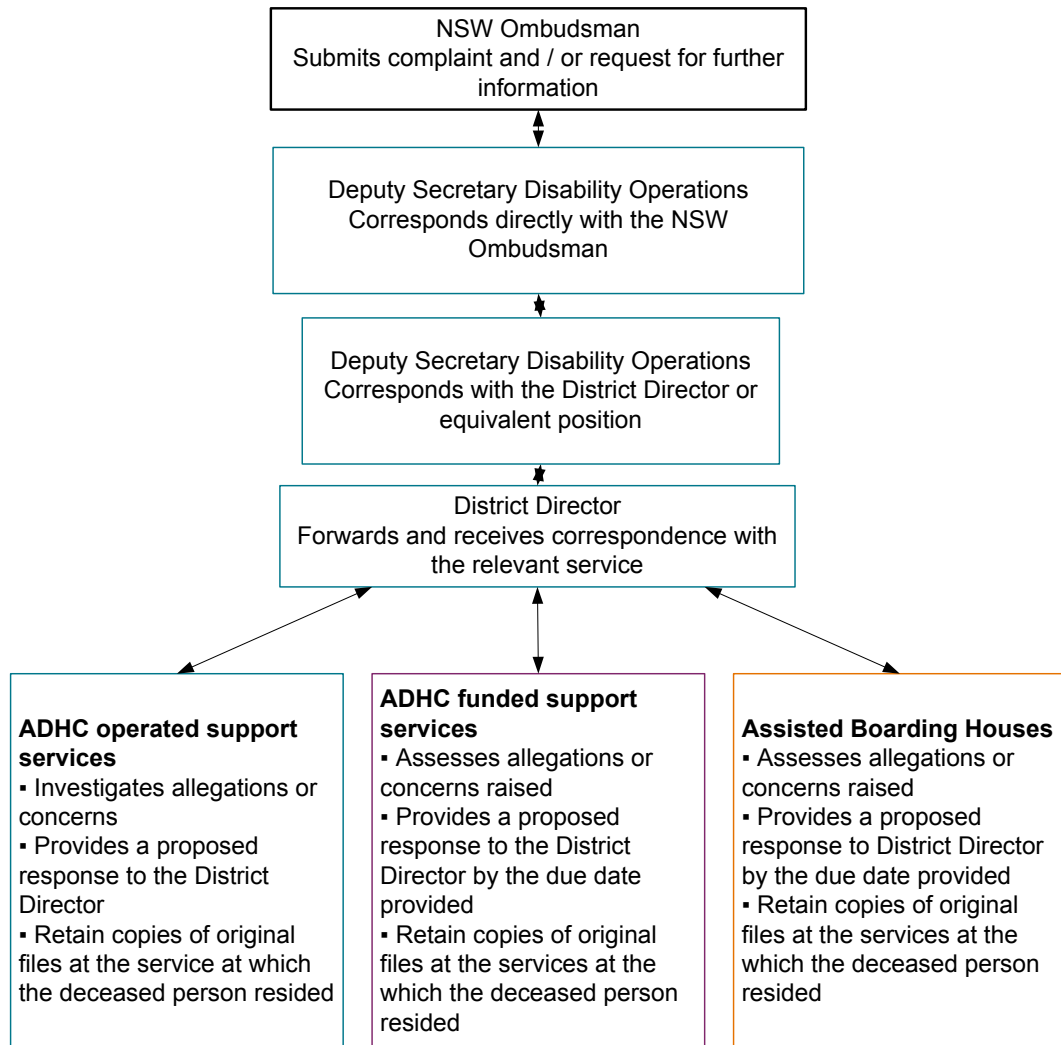 NSW Ombudsman
Submits complaint and / or request for further
information
Deputy Secretary Disability Operations
Corresponds directly with the NSW
Ombudsman
Deputy Secretary Disability Operations
Corresponds with the District Director or
equivalent position
District Director
Forwards and receives correspondence with
the relevant service
ADHC operated support
services
▪ Investigates allegations or
concerns
▪ Provides a proposed
response to the District
Director
▪ Retain copies of original
files at the service at which
the deceased person resided
ADHC funded support
services
▪ Assesses allegations or
concerns raised
▪ Provides a proposed
response to the District
Director by the due date
provided
▪ Retain copies of original
files at the services at the
which the deceased person
resided
Assisted Boarding Houses
▪ Assesses allegations or
concerns raised
▪ Provides a proposed
response to District Director
by the due date provided
▪ Retain copies of original
files at the services at the
which the deceased person
resided